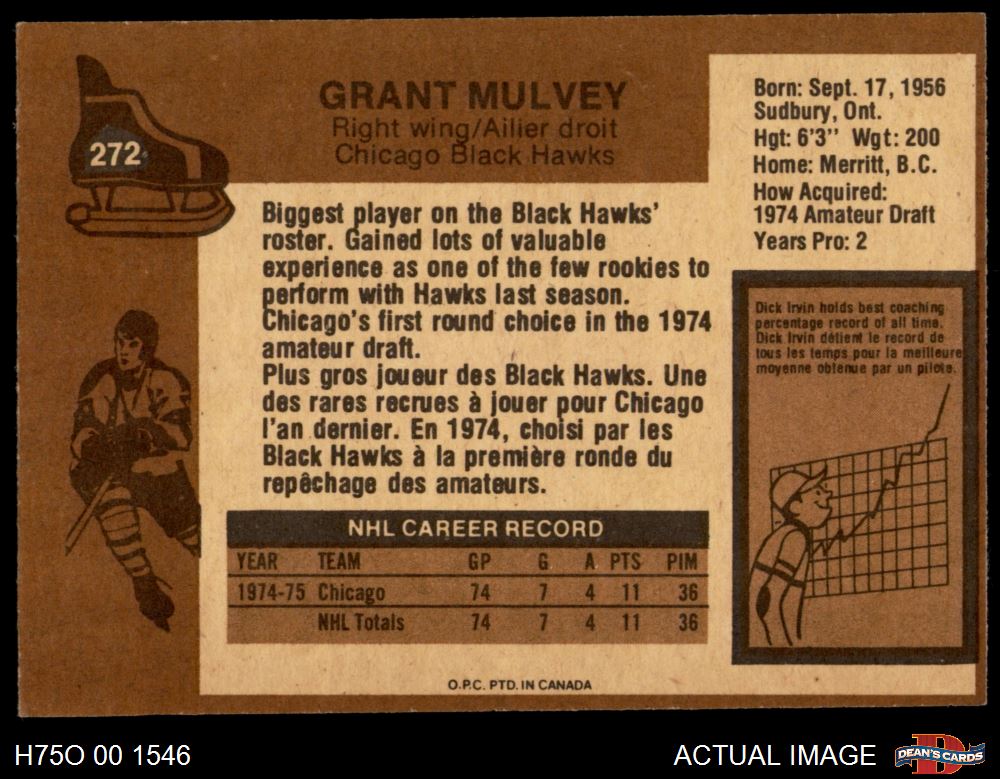 272
GRANT MULVEY
Right wing/Ailier droit
Chicago Black Hawks
Born: Sept. 17, 1956
Sudbury, Ont.
Hgt: 6'3'' Wgt: 200
Home: Merritt, B.C.
How Acquired:
1974 Amateur Draft
Years Pro: 2
Biggest player on the Black Hawks'
roster. Gained lots of valuable
experience as one of the few rookies to
perform with Hawks last season.
Chicago's first round choice in the 1974
amateur draft.
Plus gros joueur des Black Hawks. Une
des rares recrues à jouer pour Chicago
l'an dernier. En 1974, choisi par les
Black Hawks à la première ronde du
repêchage des amateurs.
Dick Irvin holds best coaching
percentage record of all time.
Dick Irvin détient le record de
tous les temps pour la meilleure
moyenne obtenue par un pilote.
NHL CAREER RECORD
YEAR TEAM GP G A PTS PIM
1974-75 Chicago 74 7 4 11 36
NHL Totals 74 7 4 11 36
O.P.C. PTD. IN CANADA
H75O 00 1546
ACTUAL IMAGE
DEAN'S CARDS